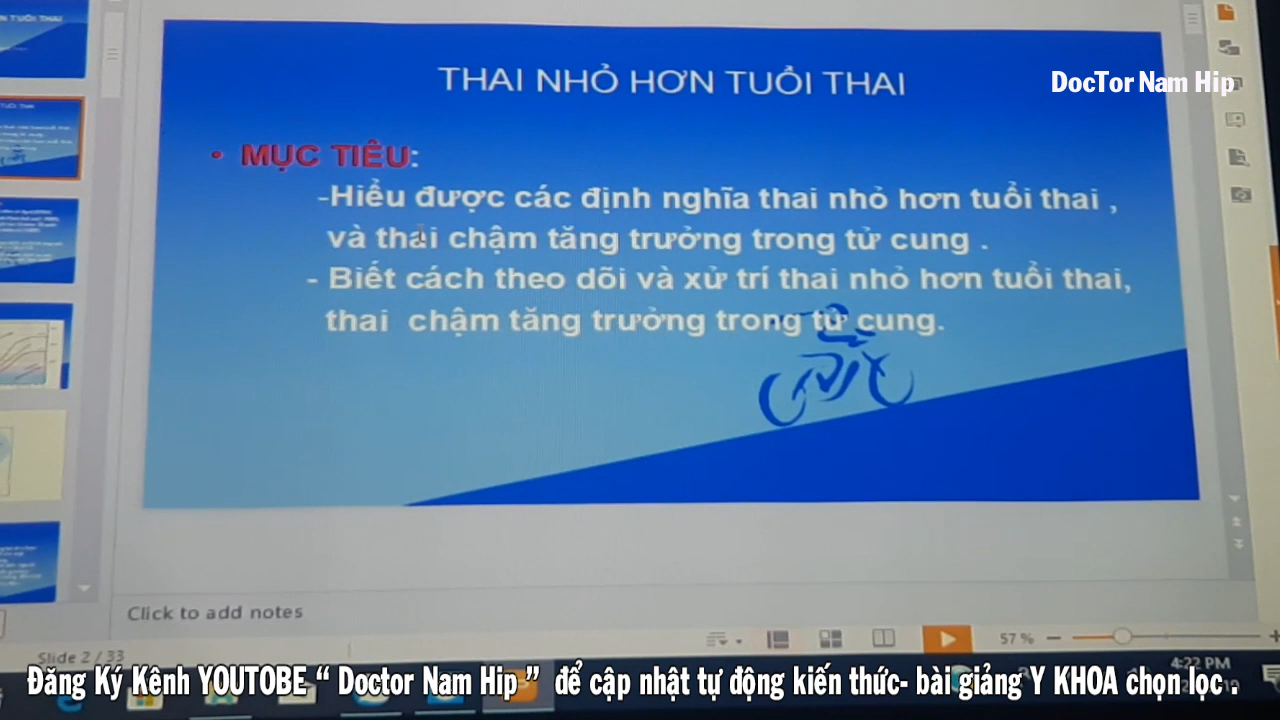 THAI NHỎ HƠN TUỔI THAI
DocTor Nam Hip
• MỤC TIÊU:
-Hiểu được các định nghĩa thai nhỏ hơn tuổi thai ,
và thai chậm tăng trưởng trong tử cung .
- Biết cách theo dõi và xử trí thai nhỏ hơn tuổi thai,
thai chậm tăng trưởng trong tử cung.
Click to add notes
57 %
Slide 2 / 33
4:22 PM
Đăng Ký Kênh YOUTOBE “ Doctor Nam Hip ” để cập nhật tự động kiến thức- bài giảng Y KHOA chọn lọc .